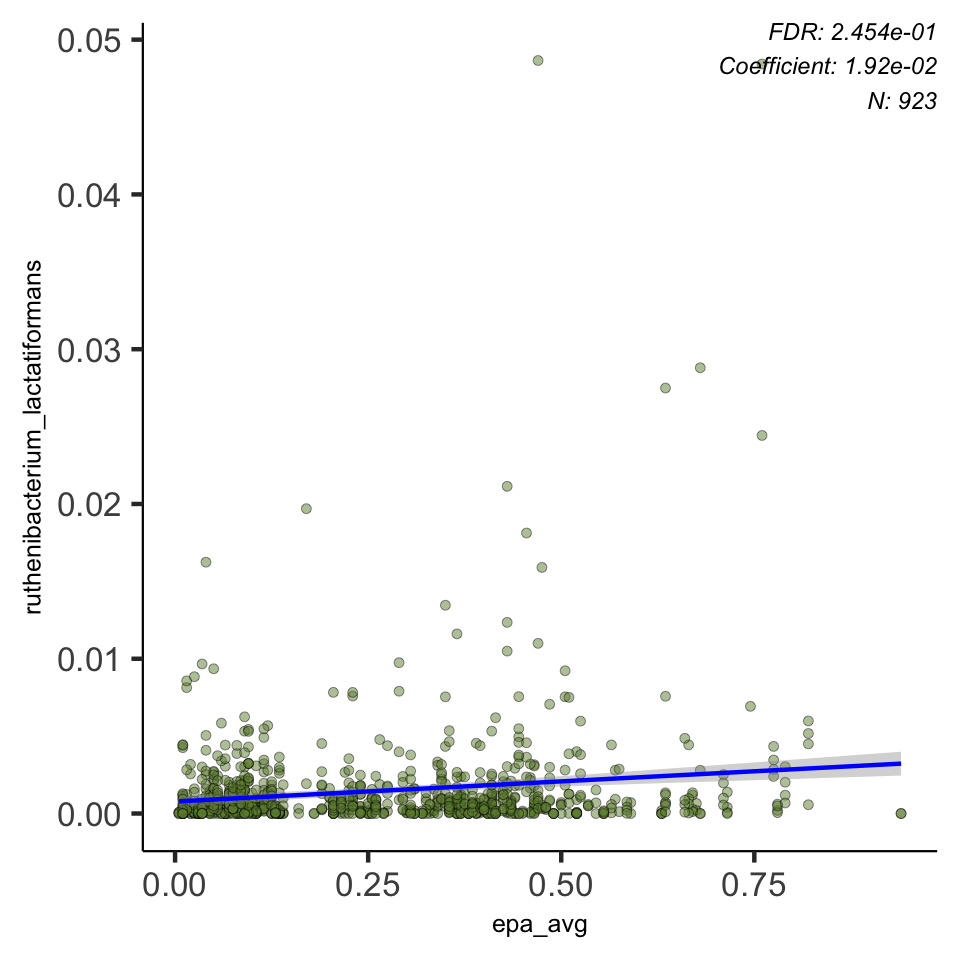 FDR: 2.454e-01
Coefficient: 1.92e-02
N: 923
0.05
0.04
0.03
0.02
0.01
0.00
ruthenibacterium_lactatiformans
0.00 0.25 0.50 0.75
epa_avg